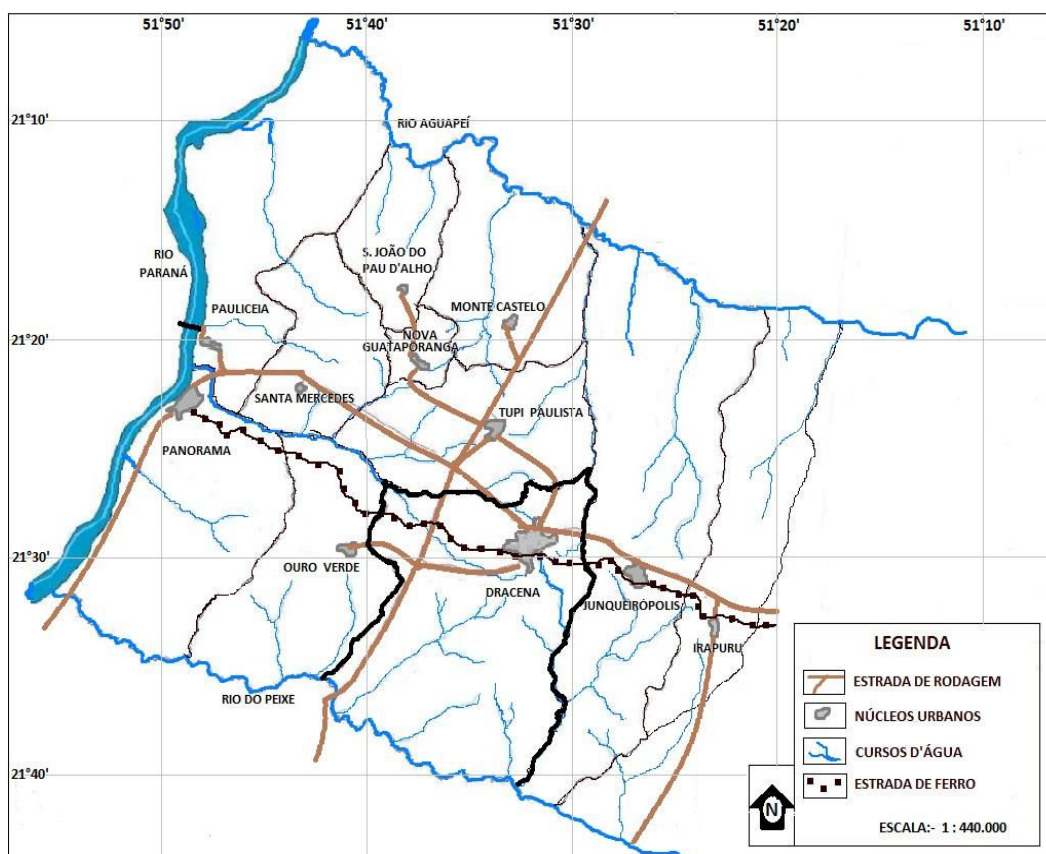 51°50' 51°40' 51°30' 51°20' 51°10'
21°10'
RIO AGUAPEÍ
S. JOÃO DO
PAU D'ALHO
RIO
PARANÁ
MONTE CASTELO
PAULICEIA
21°20'
NOVA
GUATAPORANGA
SANTA MERCEDES
TUPI PAULISTA
PANORAMA
21°30'
OURO VERDE
DRACENA
JUNQUEIRÓPOLIS
IRAPURU
RIO DO PEIXE
21°40'
LEGENDA
ESTRADA DE RODAGEM
NÚCLEOS URBANOS
CURSOS D'ÁGUA
ESTRADA DE FERRO
N
ESCALA:- 1 : 440.000